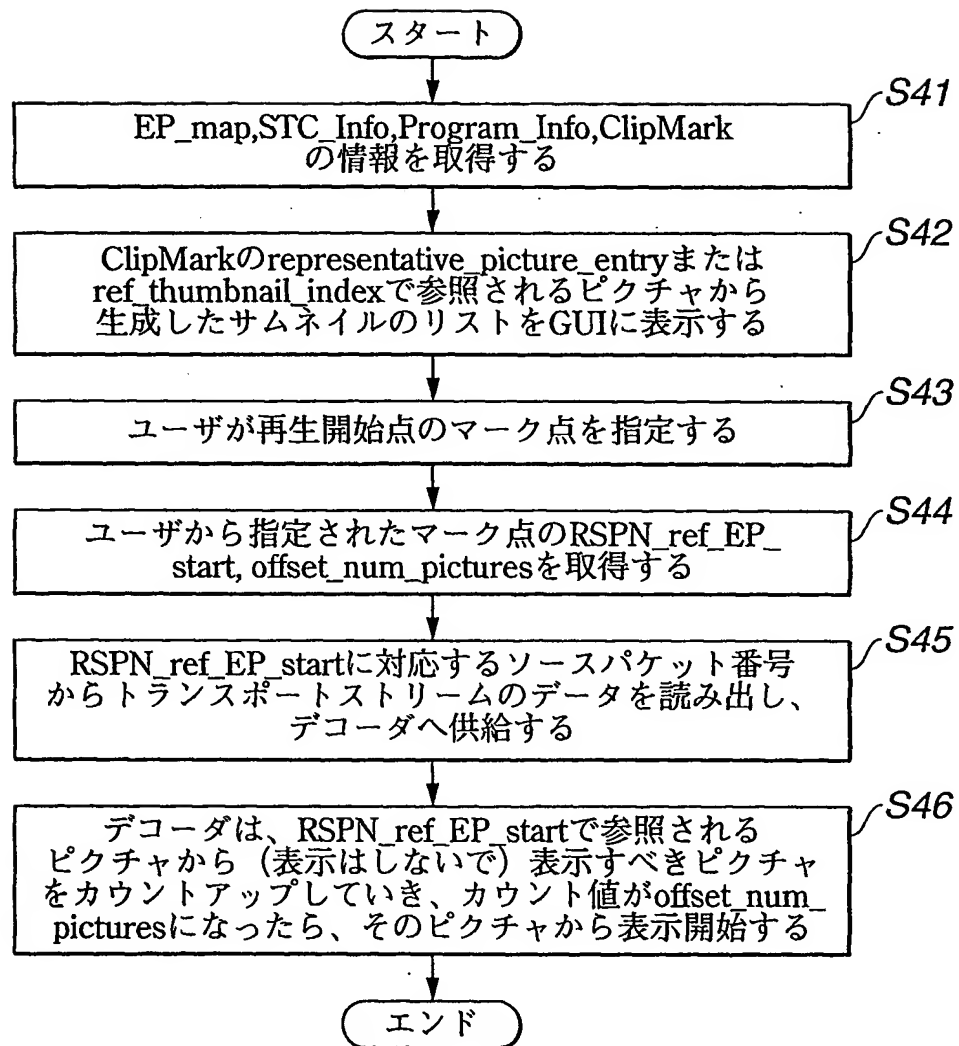 スタート
S41
EP_map,STC_Info,Program_Info,ClipMark
の情報を取得する
S42
ClipMarkのrepresentative_picture_entryまたは
ref_thumbnail_indexで参照されるピクチャから
生成したサムネイルのリストをGUIに表示する
S43
ユーザが再生開始点のマーク点を指定する
S44
ユーザから指定されたマーク点のRSPN_ref_EP_
start, offset_num_picturesを取得する
S45
RSPN_ref_EP_startに対応するソースパケット番号
からトランスポートストリームのデータを読み出し、
デコーダへ供給する
S46
デコーダは、RSPN_ref_EP_startで参照される
ピクチャから（表示はしないで）表示すべきピクチャ
をカウントアップしていき、カウント値がoffset_num_
picturesになったら、そのピクチャから表示開始する
エンド